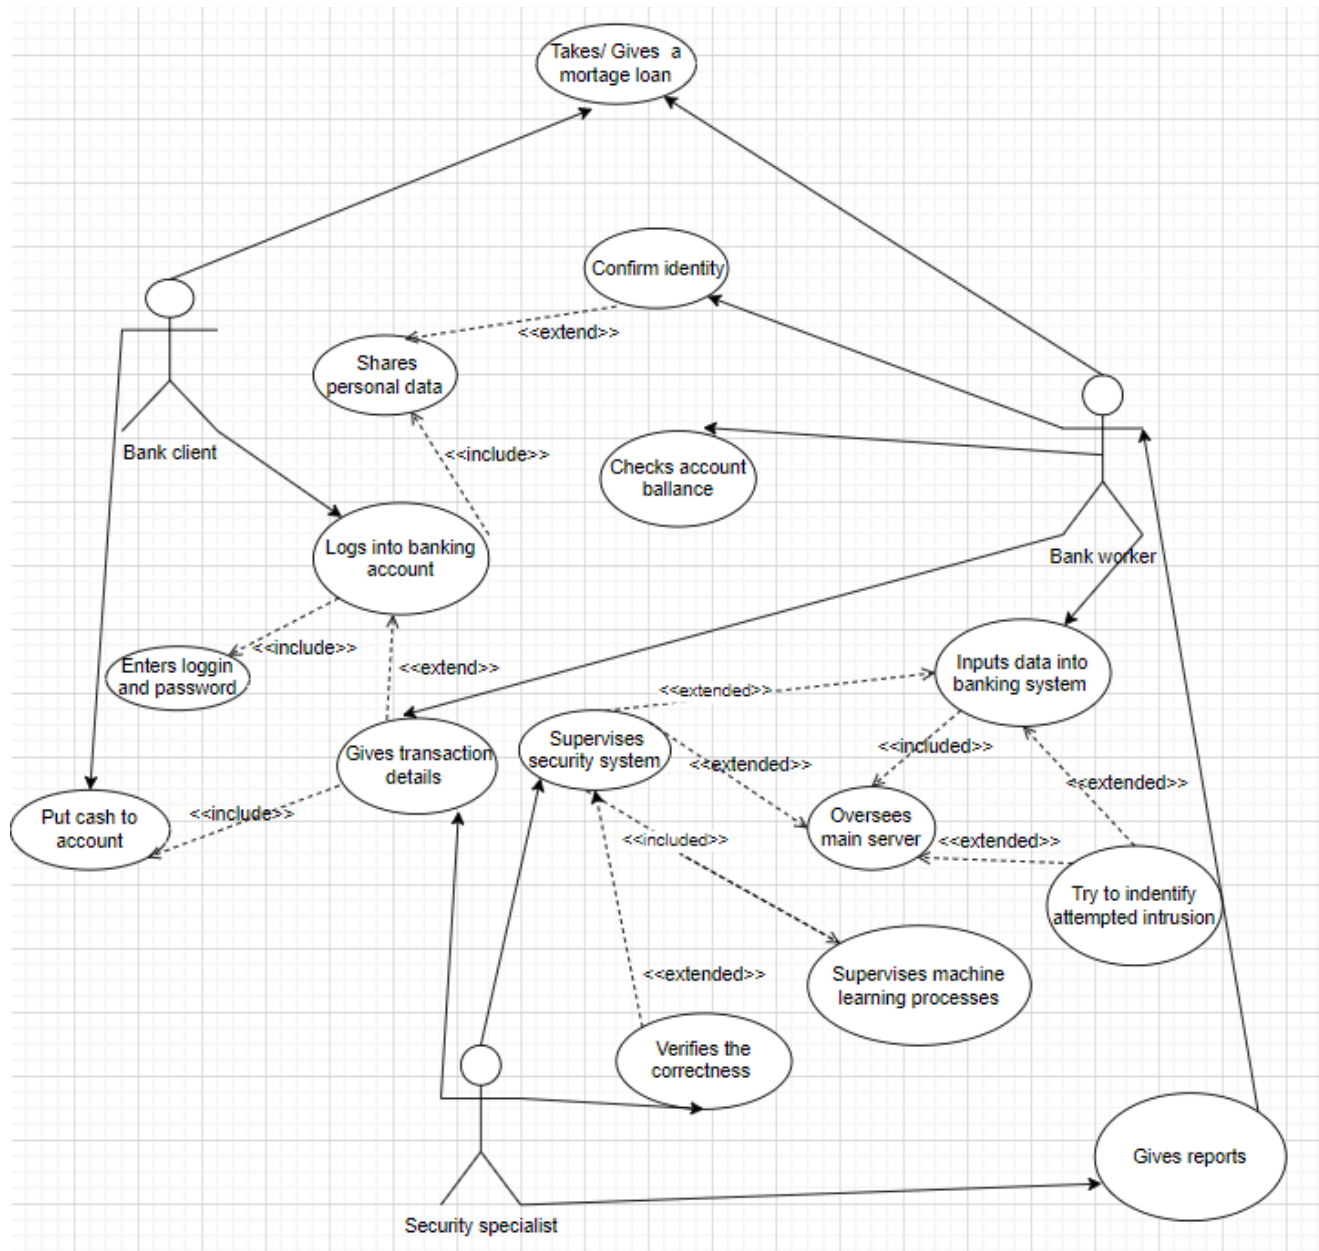 Takes/ Gives a
mortage loan
Confirm identity
<<extend>>
Shares
personal data
Bank client
<<include>>
Checks account
ballance
Logs into banking
account
Bank worker
<<include>>
Enters loggin
and password
<<extend>>
Inputs data into
banking system
<<extended>>
Gives transaction
details
Supervises
security system
<<included>>
<<extended>>
<<extended>>
<<include>>
Put cash to
account
Oversees
main server
<<included>>
<<extended>>
Try to indentify
attempted intrusion
<<extended>>
Supervises machine
learning processes
Verifies the
correctness
Gives reports
Security specialist